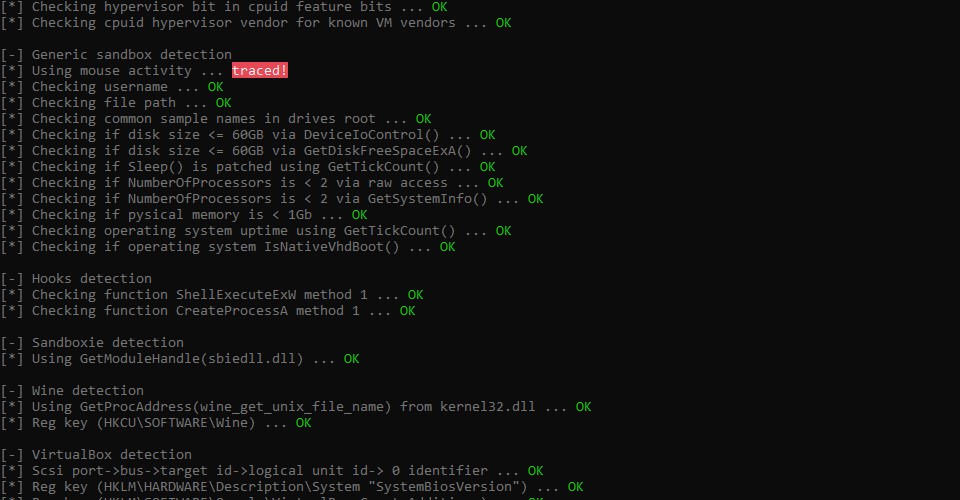 [*] Checking hypervisor bit in cpuid feature bits ... OK
[*] Checking cpuid hypervisor vendor for known VM vendors ... OK
[-] Generic sandbox detection
[*] Using mouse activity ... traced!
[*] Checking username ... OK
[*] Checking file path ... OK
[*] Checking common sample names in drives root ... OK
[*] Checking if disk size <= 60GB via DeviceIoControl() ... OK
[*] Checking if disk size <= 60GB via GetDiskFreeSpaceExA() ... OK
[*] Checking if Sleep() is patched using GetTickCount() ... OK
[*] Checking if NumberOfProcessors is < 2 via raw access ... OK
[*] Checking if NumberOfProcessors is < 2 via GetSystemInfo() ... OK
[*] Checking if pysical memory is < 1Gb ... OK
[*] Checking operating system uptime using GetTickCount() ... OK
[*] Checking if operating system IsNativeVhdBoot() ... OK
[-] Hooks detection
[*] Checking function ShellExecuteExW method 1 ... OK
[*] Checking function CreateProcessA method 1 ... OK
[-] Sandboxie detection
[*] Using GetModuleHandle(sbiedll.dll) ... OK
[-] Wine detection
[*] Using GetProcAddress(wine_get_unix_file_name) from kernel32.dll ... OK
[*] Reg key (HKCU\SOFTWARE\Wine) ... OK
[-] VirtualBox detection
[*] Scsi port->bus->target id->logical unit id-> 0 identifier ... OK
[*] Reg key (HKLM\HARDWARE\Description\System "SystemBiosVersion") ... OK